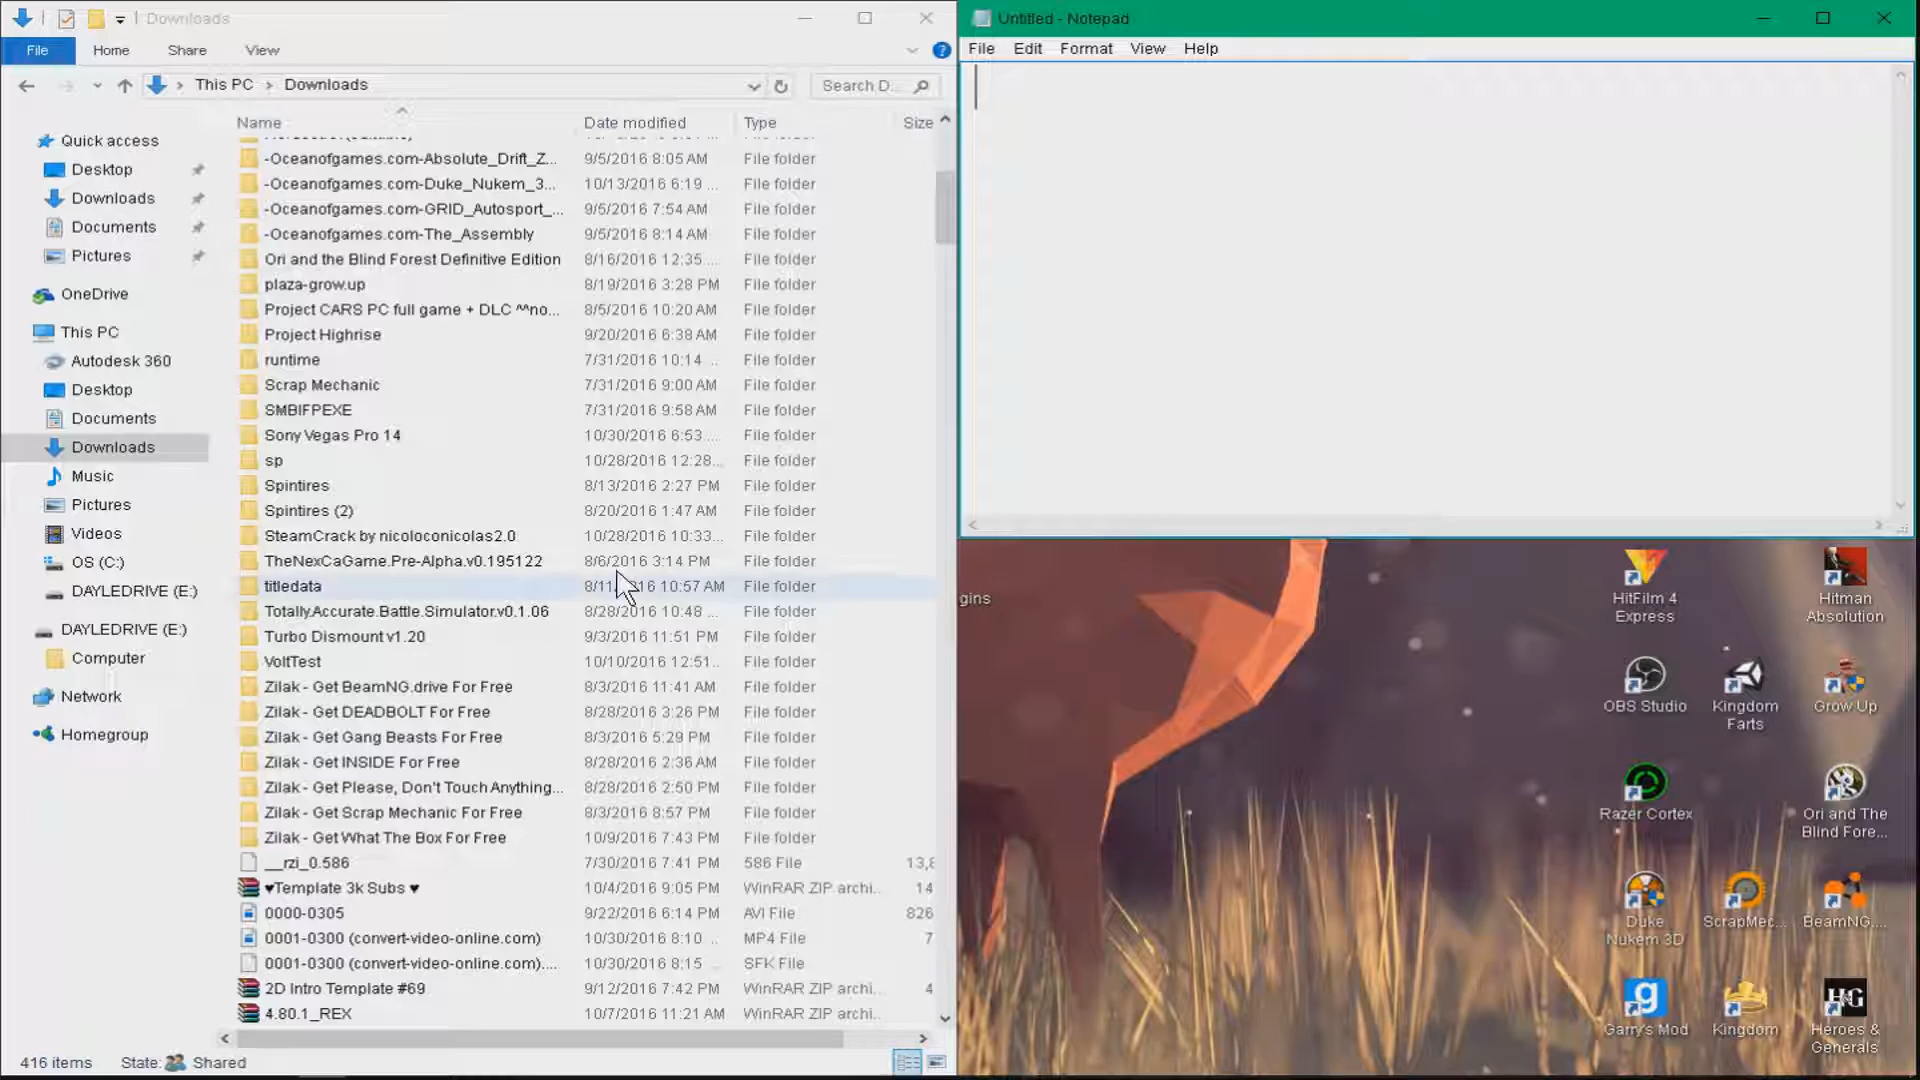 Downloads
File Home Share View
This PC > Downloads
Search D...
Name Date modified Type Size
-Oceanofgames.com-Absolute_Drift_Z... 9/5/2016 8:05 AM File folder
-Oceanofgames.com-Duke_Nukem_3... 10/13/2016 6:19 ... File folder
-Oceanofgames.com-GRID_Autosport_... 9/5/2016 7:54 AM File folder
-Oceanofgames.com-The_Assembly 9/5/2016 8:14 AM File folder
Ori and the Blind Forest Definitive Edition 8/16/2016 12:35 ... File folder
plaza-grow.up 8/19/2016 3:28 PM File folder
Project CARS PC full game + DLC ^^no... 8/5/2016 10:20 AM File folder
Project Highrise 9/20/2016 6:38 AM File folder
runtime 7/31/2016 10:14 ... File folder
Scrap Mechanic 7/31/2016 9:00 AM File folder
SMBIFPEXE 7/31/2016 9:58 AM File folder
Sony Vegas Pro 14 10/30/2016 6:53 ... File folder
sp 10/28/2016 12:28... File folder
Spintires 8/13/2016 2:27 PM File folder
Spintires (2) 8/20/2016 1:47 AM File folder
SteamCrack by nicoloconicolas2.0 10/28/2016 10:33... File folder
TheNexCaGame.Pre-Alpha.v0.195122 8/6/2016 3:14 PM File folder
titledata 8/11/2016 10:57 AM File folder
TotallyAccurate.Battle.Simulator.v0.1.06 8/28/2016 10:48 ... File folder
Turbo Dismount v1.20 9/3/2016 11:51 PM File folder
VoltTest 10/10/2016 12:51... File folder
Zilak - Get BeamNG.drive For Free 8/3/2016 11:41 AM File folder
Zilak - Get DEADBOLT For Free 8/28/2016 3:26 PM File folder
Zilak - Get Gang Beasts For Free 8/3/2016 5:29 PM File folder
Zilak - Get INSIDE For Free 8/28/2016 2:36 AM File folder
Zilak - Get Please, Don't Touch Anything... 8/28/2016 2:50 PM File folder
Zilak - Get Scrap Mechanic For Free 8/3/2016 8:57 PM File folder
Zilak - Get What The Box For Free 10/9/2016 7:43 PM File folder
__rzi_0.586 7/30/2016 7:41 PM 586 File 13,8
♥Template 3k Subs ♥ 10/4/2016 9:05 PM WinRAR ZIP archi... 14
0000-0305 9/22/2016 6:14 PM AVI File 826
0001-0300 (convert-video-online.com) 10/30/2016 8:10 ... MP4 File 7
0001-0300 (convert-video-online.com).... 10/30/2016 8:15 ... SFK File
2D Intro Template #69 9/12/2016 7:42 PM WinRAR ZIP archi... 4
4.80.1_REX 10/7/2016 11:21 AM WinRAR ZIP archi...
Quick access
Desktop
Downloads
Documents
Pictures
OneDrive
This PC
Autodesk 360
Desktop
Documents
Downloads
Music
Pictures
Videos
OS (C:)
DAYLEDRIVE (E:)
DAYLEDRIVE (E:)
Computer
Network
Homegroup
416 items State: Shared
Untitled - Notepad
File Edit Format View Help
gins
HitFilm 4
Express
Hitman
Absolution
OBS Studio
Kingdom
Farts
Grow Up
Razer Cortex
Ori and The
Blind Fore...
Duke
Nukem 3D
ScrapMec...
BeamNG....
Garry's Mod
Kingdom
Heroes &
Generals